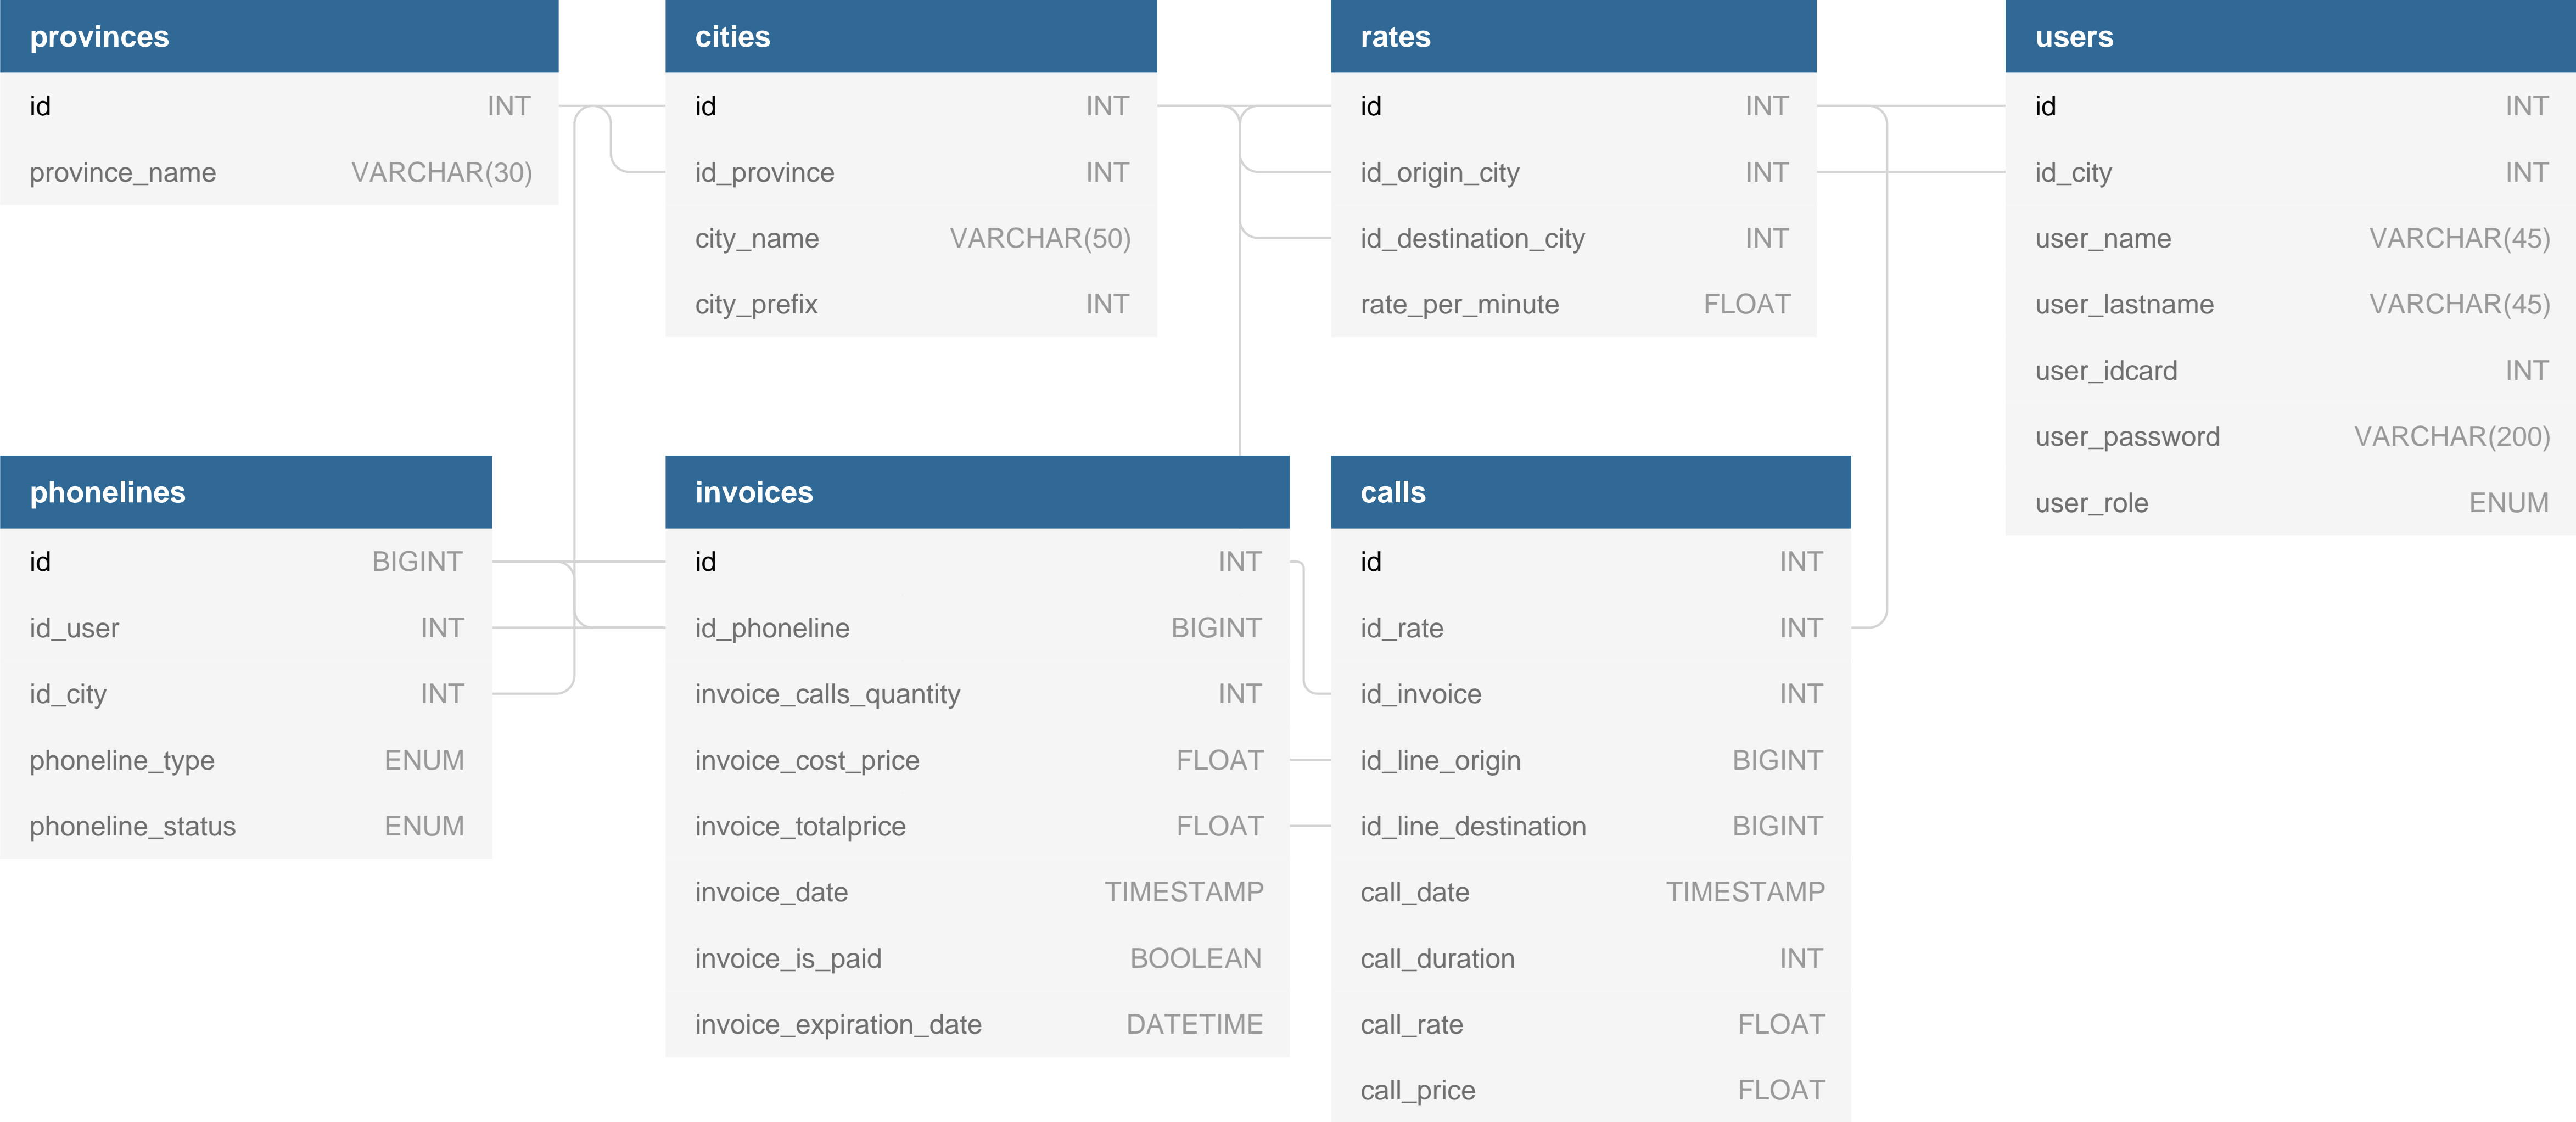 provinces
id INT
province_name VARCHAR(30)
cities
id INT
id_province INT
city_name VARCHAR(50)
city_prefix INT
rates
id INT
id_origin_city INT
id_destination_city INT
rate_per_minute FLOAT
users
id INT
id_city INT
user_name VARCHAR(45)
user_lastname VARCHAR(45)
user_idcard INT
user_password VARCHAR(200)
user_role ENUM
phonelines
id BIGINT
id_user INT
id_city INT
phoneline_type ENUM
phoneline_status ENUM
invoices
id INT
id_phoneline BIGINT
invoice_calls_quantity INT
invoice_cost_price FLOAT
invoice_totalprice FLOAT
invoice_date TIMESTAMP
invoice_is_paid BOOLEAN
invoice_expiration_date DATETIME
calls
id INT
id_rate INT
id_invoice INT
id_line_origin BIGINT
id_line_destination BIGINT
call_date TIMESTAMP
call_duration INT
call_rate FLOAT
call_price FLOAT